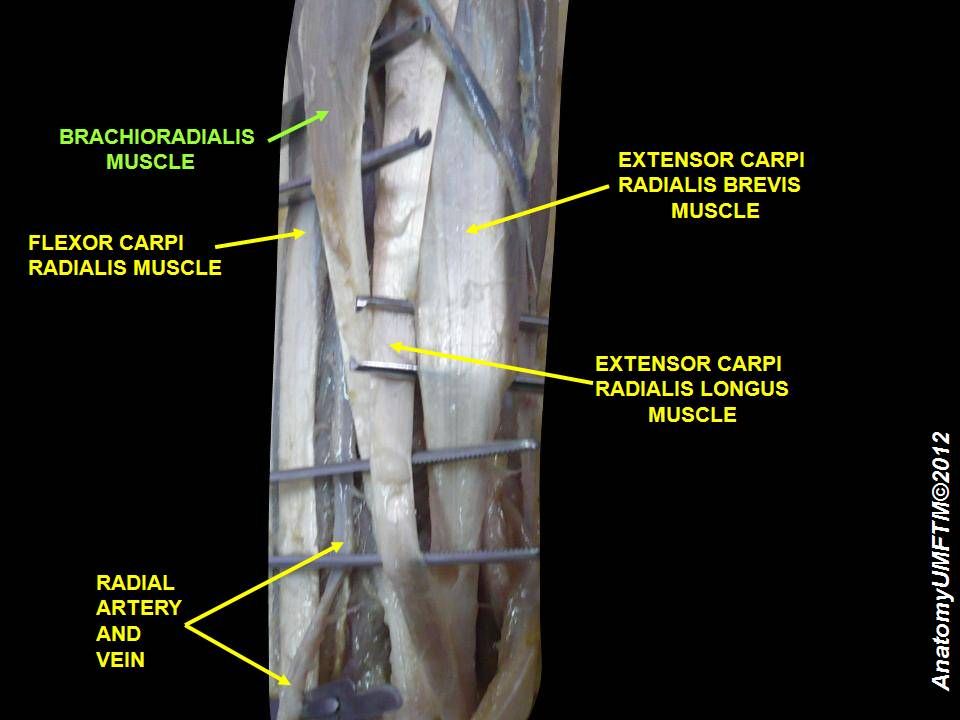 BRACHIORADIALIS
MUSCLE
FLEXOR CARPI
RADIALIS MUSCLE
EXTENSOR CARPI
RADIALIS BREVIS
MUSCLE
EXTENSOR CARPI
RADIALIS LONGUS
MUSCLE
RADIAL
ARTERY
AND
VEIN
AnatomyUMFTM©2012